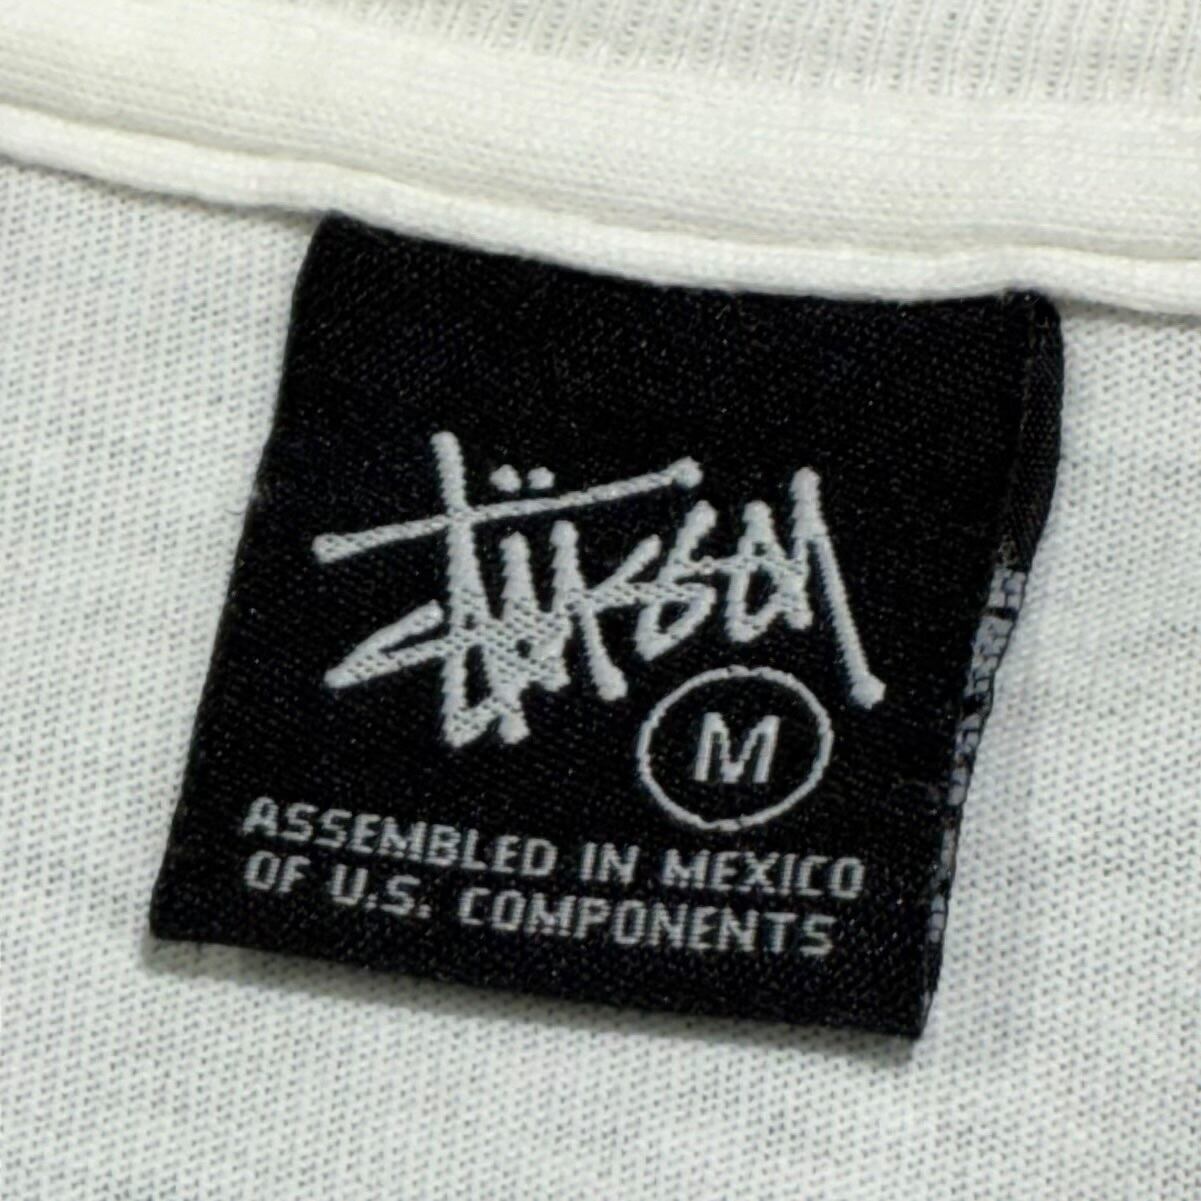 Stüssy
M
ASSEMBLED IN MEXICO
OF U.S. COMPONENTS